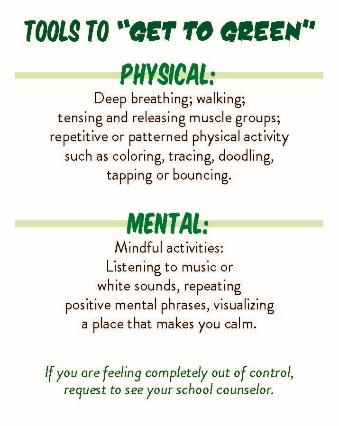 TOOLS TO "GET TO GREEN"
PHYSICAL:
Deep breathing; walking;
tensing and releasing muscle groups;
repetitive or patterned physical activity
such as coloring, tracing, doodling,
tapping or bouncing.
MENTAL:
Mindful activities:
Listening to music or
white sounds, repeating
positive mental phrases, visualizing
a place that makes you calm.
If you are feeling completely out of control,
request to see your school counselor.